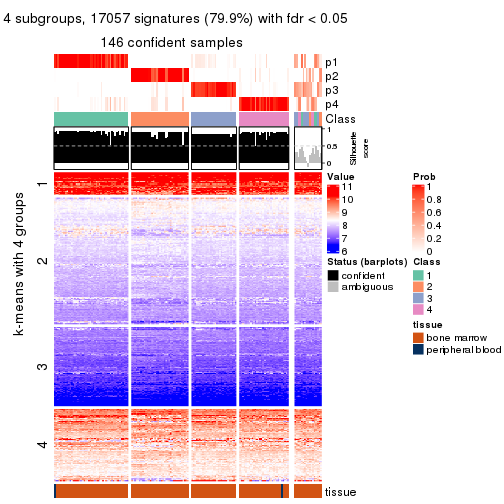 4 subgroups, 17057 signatures (79.9%) with fdr < 0.05
146 confident samples
p1
p2
p3
p4
Class
1
0.5
0
Silhouette
score
k-means with 4 groups
1
2
3
4
tissue
Value
11
10
9
8
7
6
Prob
1
0.8
0.6
0.4
0.2
0
Status (barplots)
confident
ambiguous
Class
1
2
3
4
tissue
bone marrow
peripheral blood